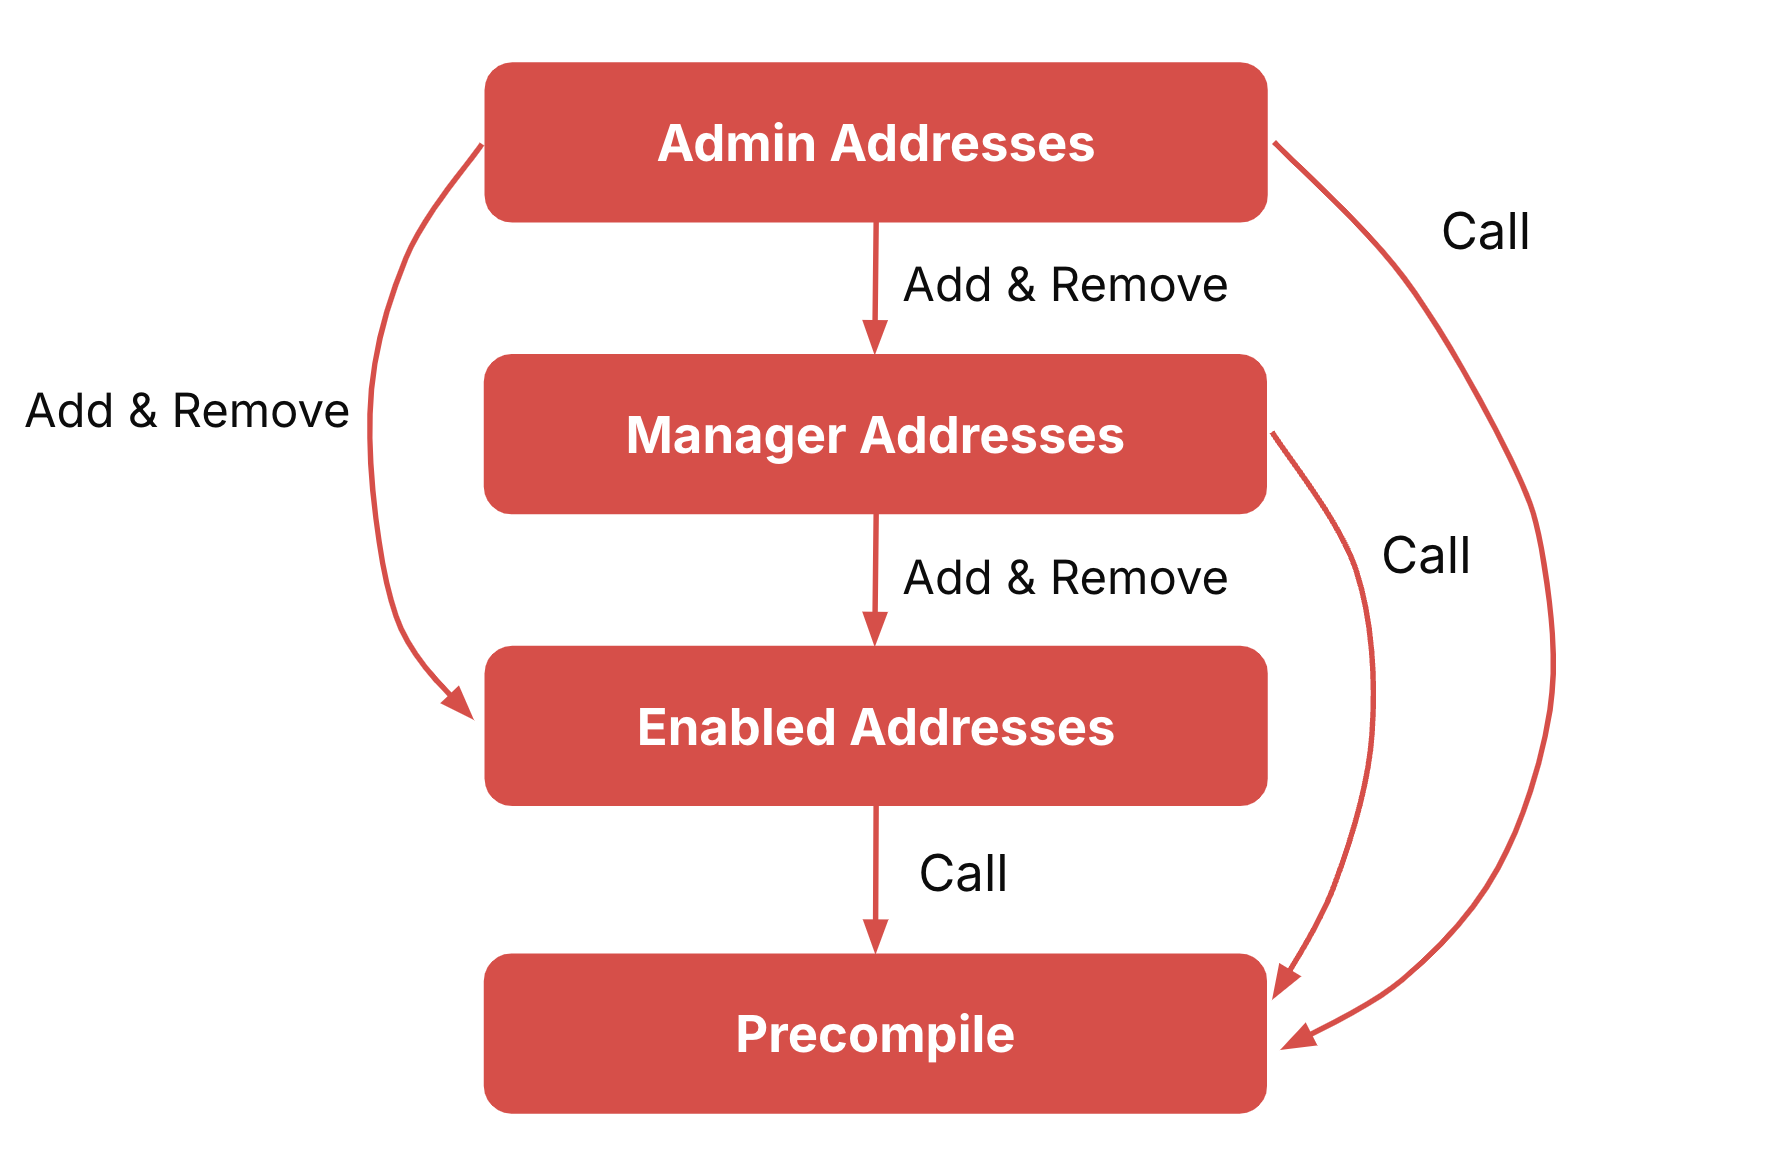 Admin Addresses
Call
Add & Remove
Add & Remove
Manager Addresses
Call
Add & Remove
Enabled Addresses
Call
Precompile